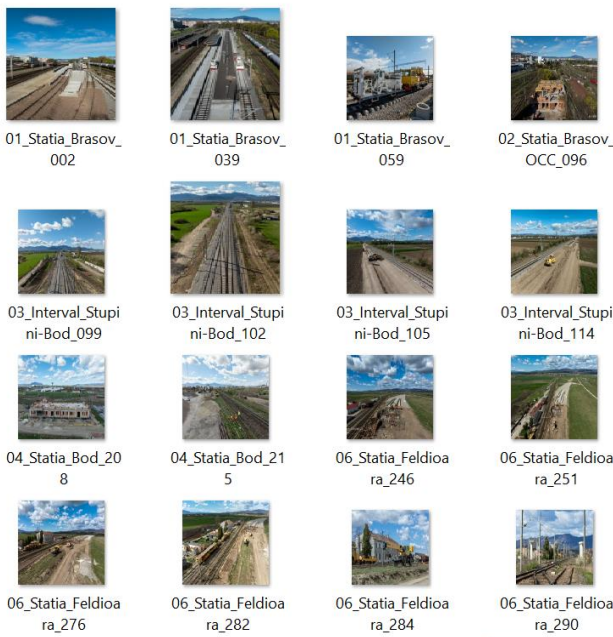 01_Statia_Brasov_
002
01_Statia_Brasov_
039
01_Statia_Brasov_
059
02_Statia_Brasov_
OCC_096
03_Interval_Stupi
ni-Bod_099
03_Interval_Stupi
ni-Bod_102
03_Interval_Stupi
ni-Bod_105
03_Interval_Stupi
ni-Bod_114
04_Statia_Bod_20
8
04_Statia_Bod_21
5
06_Statia_Feldioa
ra_246
06_Statia_Feldioa
ra_251
06_Statia_Feldioa
ra_276
06_Statia_Feldioa
ra_282
06_Statia_Feldioa
ra_284
06_Statia_Feldioa
ra_290